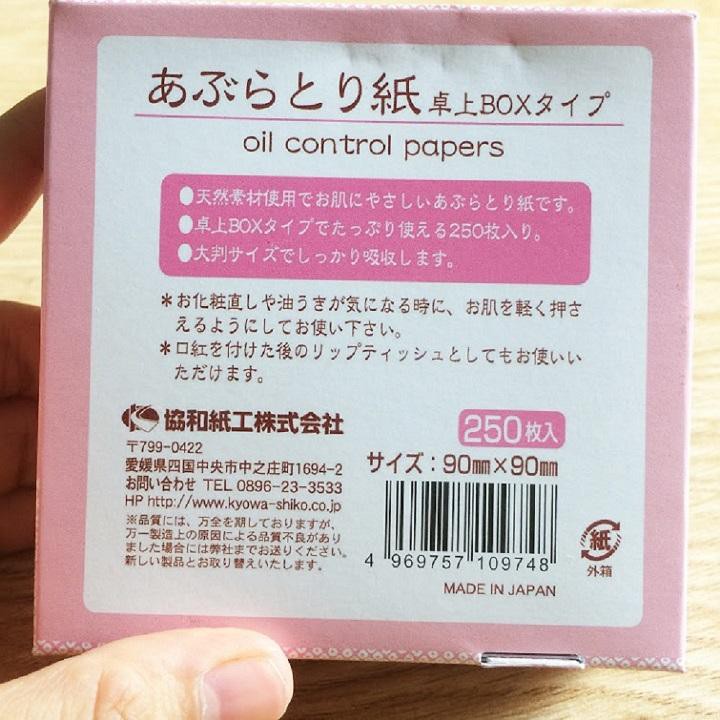 あぶらとり紙 卓上BOXタイプ
oil control papers
●天然素材使用でお肌にやさしいあぶらとり紙です。
●卓上BOXタイプでたっぷり使える250枚入り。
●大判サイズでしっかり吸収します。
＊お化粧直しや油うきが気になる時に、お肌を軽く押さ
えるようにしてお使い下さい。
＊口紅を付けた後のリップティッシュとしてもお使いい
ただけます。
協和紙工株式会社
〒799-0422
愛媛県四国中央市中之庄町1694-2
お問い合わせ TEL 0896-23-3533
HP http://www.kyowa-shiko.co.jp
※品質には、万全を期しておりますが、
万一製造上の原因による品質不良があり
ました場合には弊社までお送りください。
新しい製品とお取り替えいたします。
250枚入
サイズ：90mm×90mm
4 969757 109748
MADE IN JAPAN
紙
外箱